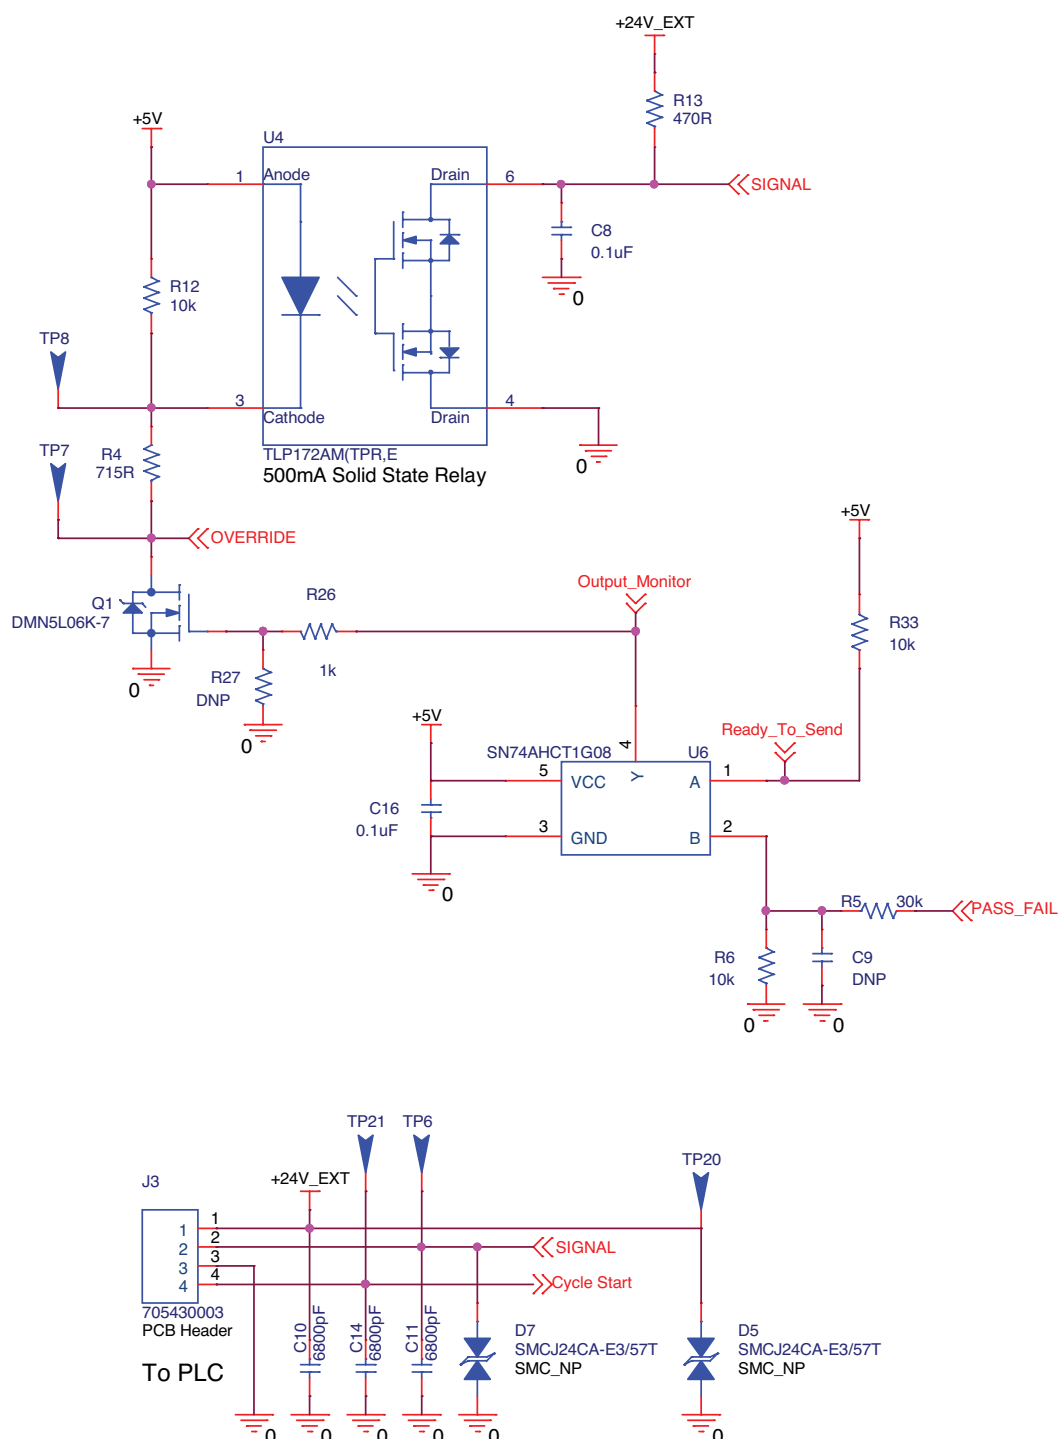 +24V_EXT
R13
470R
+5V
U4
1
Anode
Drain
6
SIGNAL
C8
0.1uF
0
R12
10k
TP8
3
Cathode
Drain
4
TLP172AM(TPR,E
500mA Solid State Relay
0
TP7
R4
715R
OVERRIDE
+5V
Q1
DMN5L06K-7
R26
1k
Output_Monitor
R33
10k
R27
DNP
0
0
+5V
Ready_To_Send
SN74AHCT1G08
4
U6
5
VCC
Y
A
1
C16
0.1uF
3
GND
B
2
0
R5
30k
PASS_FAIL
R6
10k
C9
DNP
0
0
TP21
TP6
TP20
J3
+24V_EXT
1
1
2
2
SIGNAL
3
3
4
4
Cycle Start
705430003
PCB Header
To PLC
C10
6800pF
C14
6800pF
C11
6800pF
D7
SMCJ24CA-E3/57T
SMC_NP
D5
SMCJ24CA-E3/57T
SMC_NP
0
0
0
0
0
0